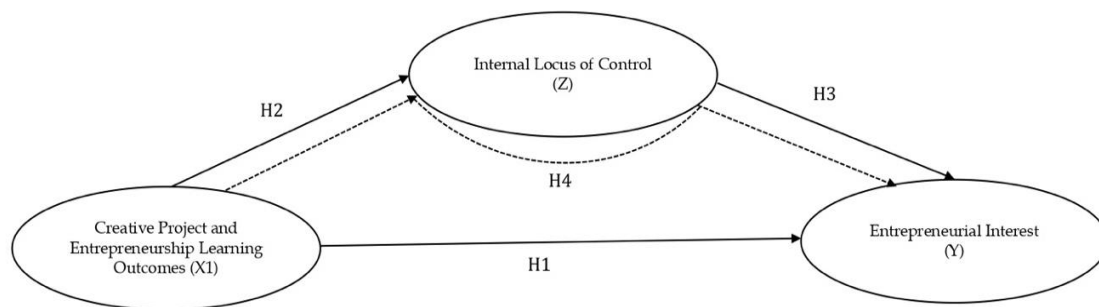 Internal Locus of Control
(Z)
H2
H3
H4
Creative Project and
Entrepreneurship Learning
Outcomes (X1)
Entrepreneurial Interest
(Y)
H1